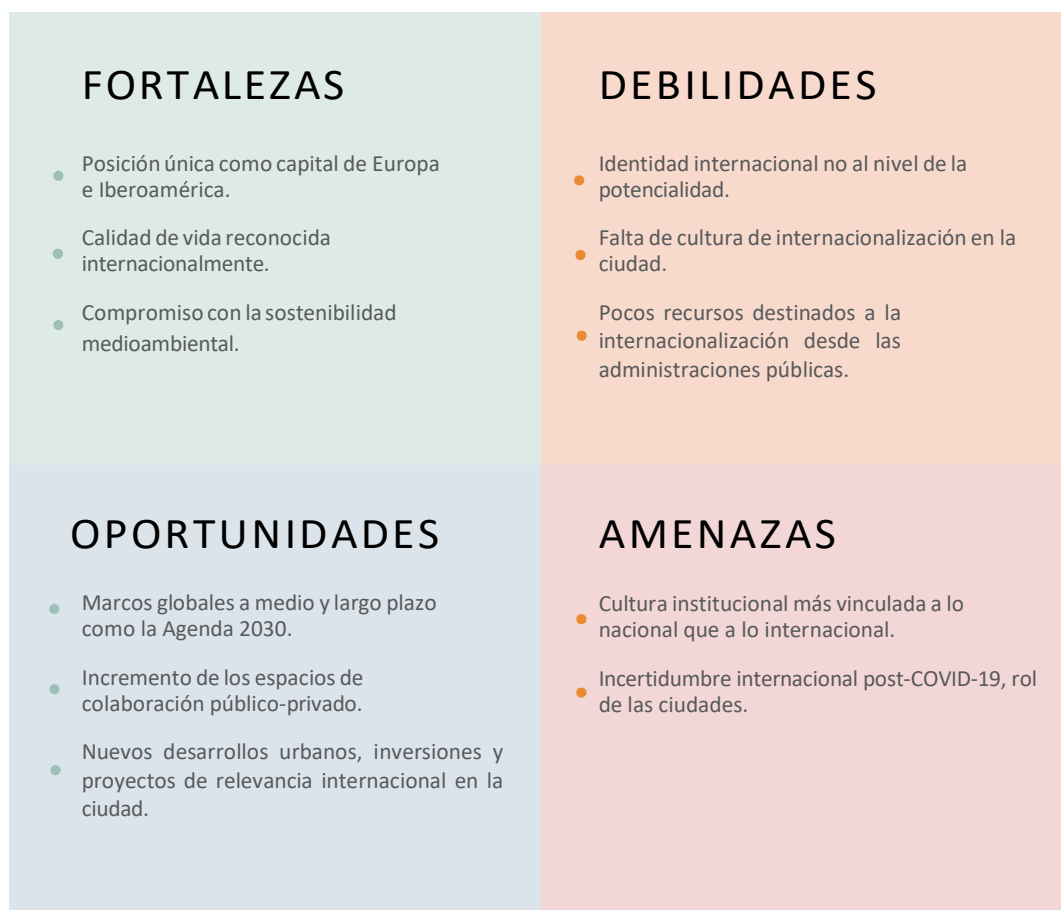 FORTALEZAS
Posición única como capital de Europa
e Iberoamérica.
Calidad de vida reconocida
internacionalmente.
Compromiso con la sostenibilidad
medioambiental.
DEBILIDADES
Identidad internacional no al nivel de la
potencialidad.
Falta de cultura de internacionalización en la
ciudad.
Pocos recursos destinados a la
internacionalización desde las
administraciones públicas.
OPORTUNIDADES
Marcos globales a medio y largo plazo
como la Agenda 2030.
Incremento de los espacios de
colaboración público-privado.
Nuevos desarrollos urbanos, inversiones y
proyectos de relevancia internacional en la
ciudad.
AMENAZAS
Cultura institucional más vinculada a lo
nacional que a lo internacional.
Incertidumbre internacional post-COVID-19, rol
de las ciudades.